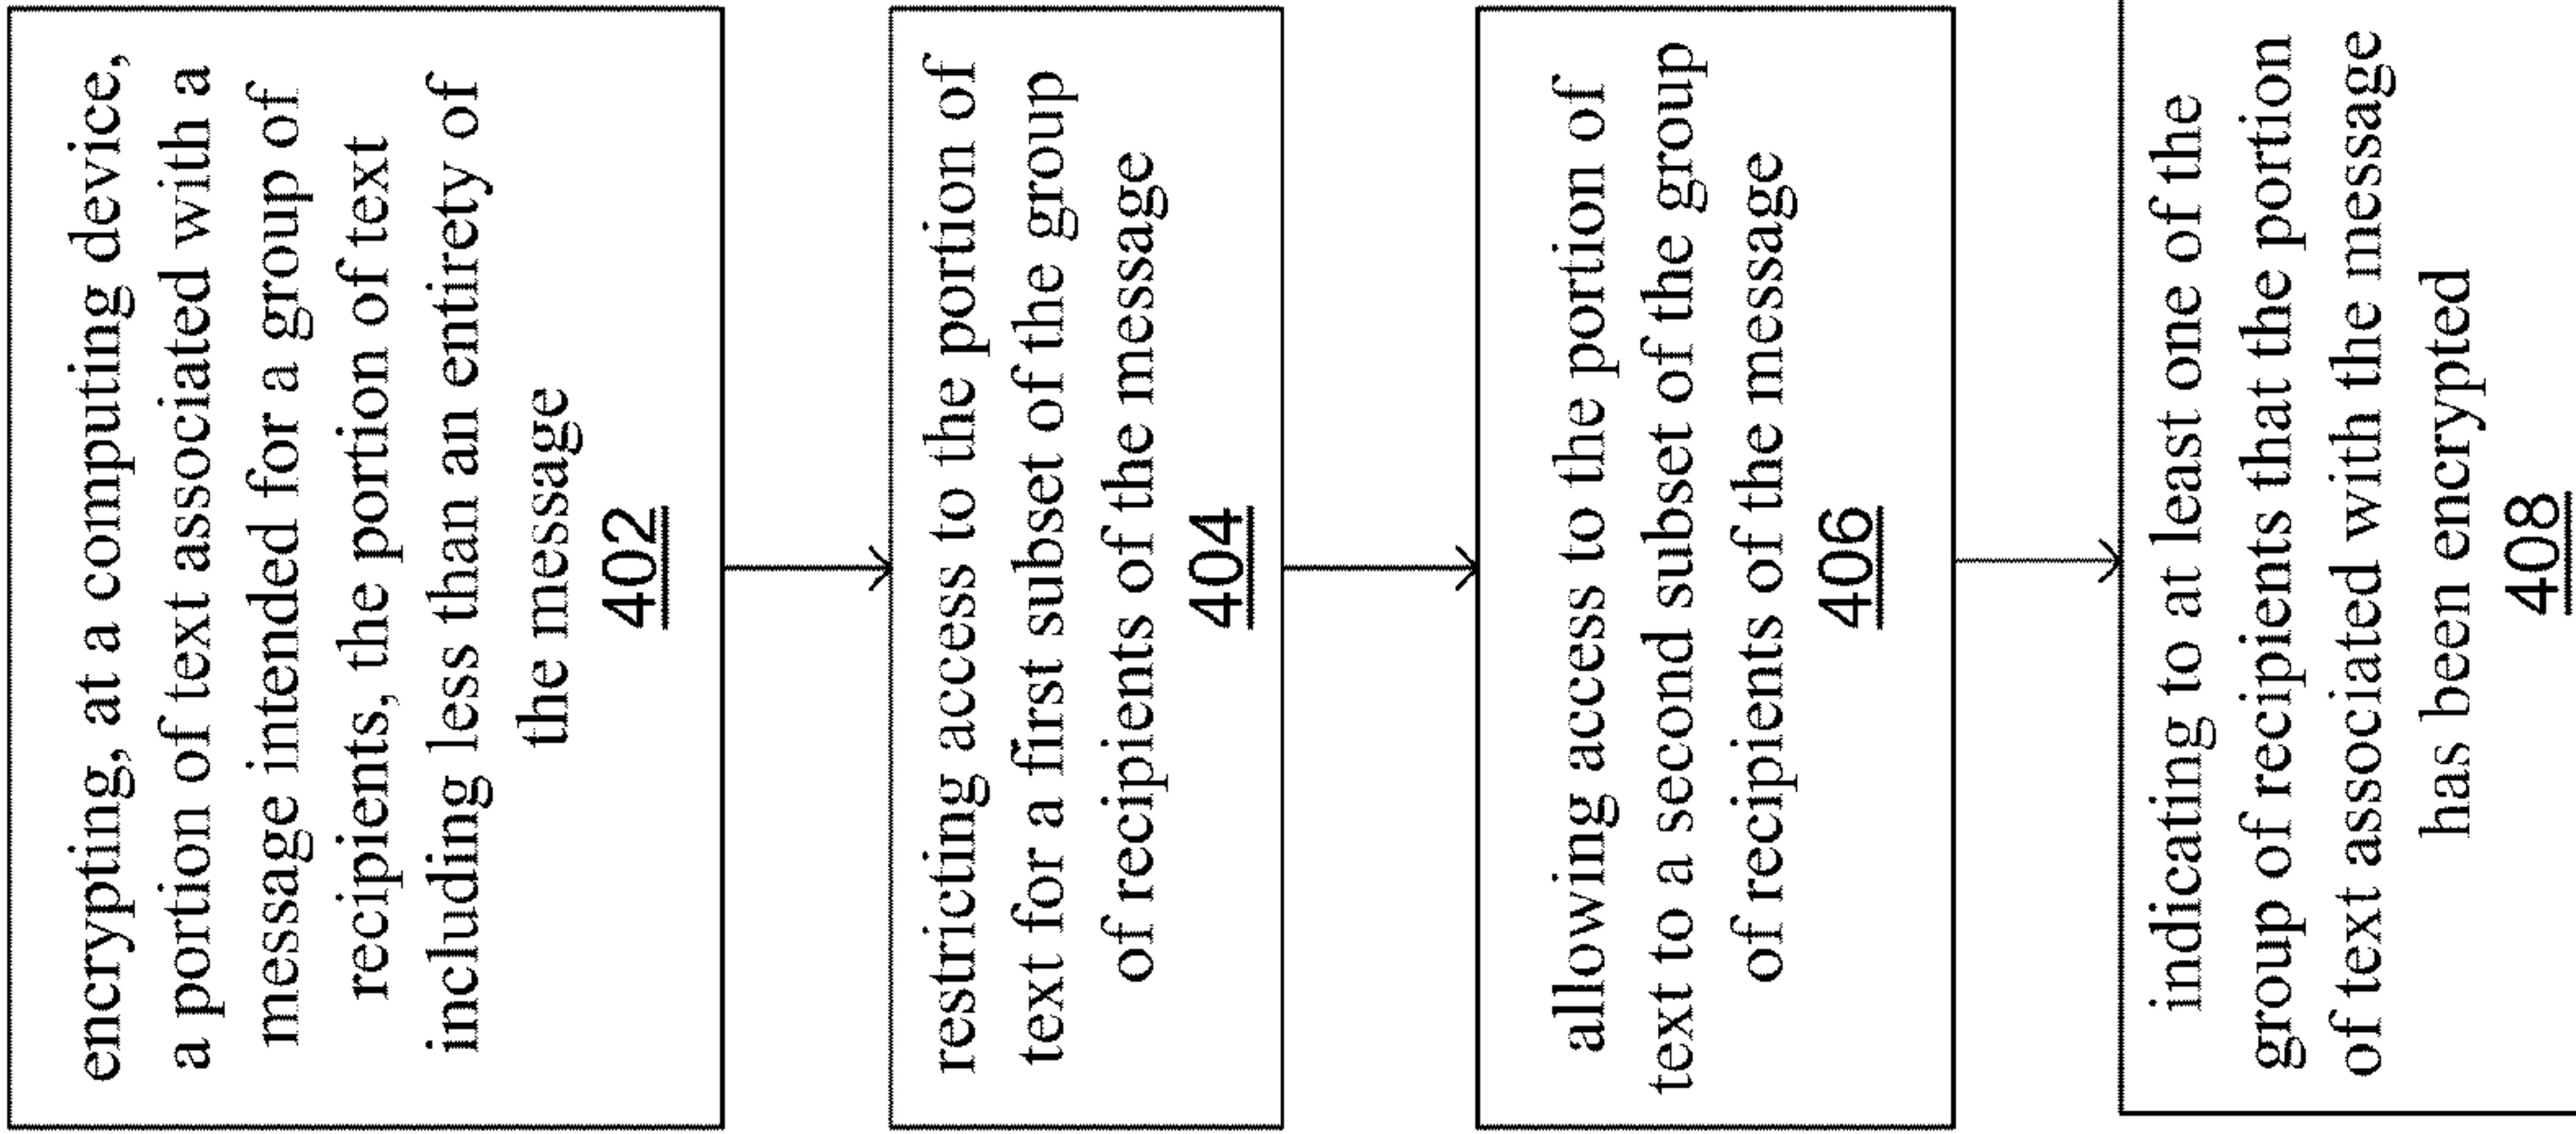 encrypting, at a computing device,
a portion of text associated with a
message intended for a group of
recipients, the portion of text
including less than an entirety of
the message
402
restricting access to the portion of
text for a first subset of the group
of recipients of the message
404
allowing access to the portion of
text to a second subset of the group
of recipients of the message
406
indicating to at least one of the
group of recipients that the portion
of text associated with the message
has been encrypted
408